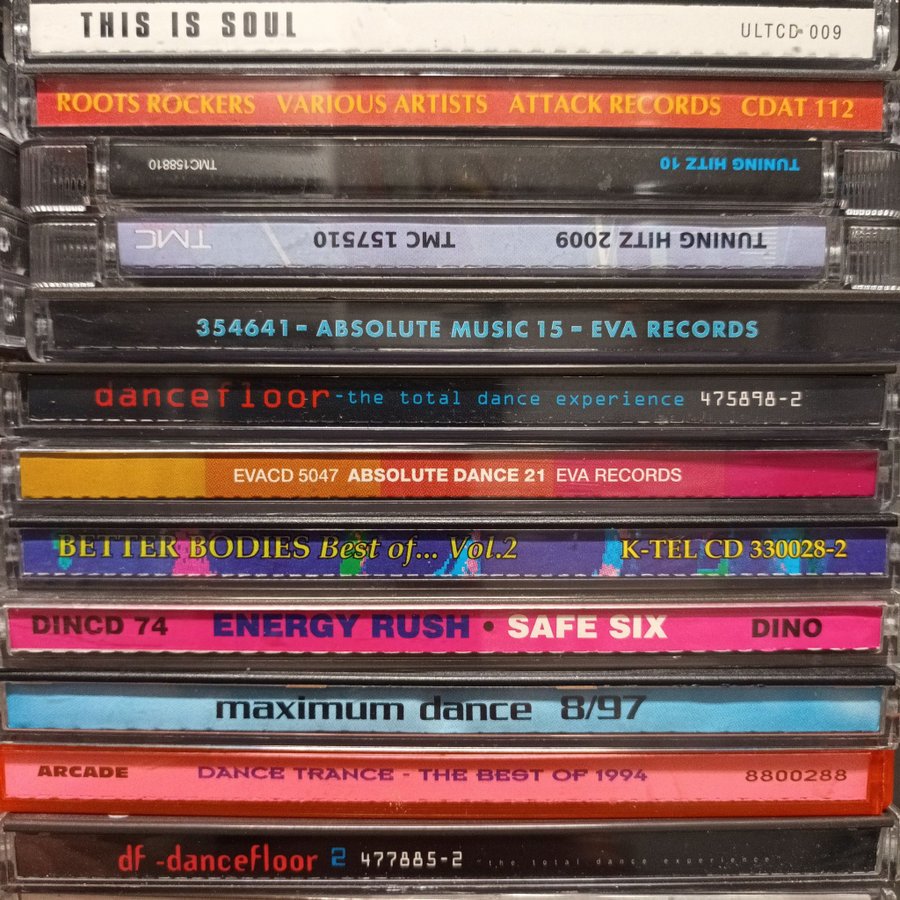 THIS IS SOUL ULTCD 009
ROOTS ROCKERS VARIOUS ARTISTS ATTACK RECORDS CDAT 112
TUNING HITZ 10 TMC158810
TUNING HITZ 2009 TMC 157510 TMC
354641 - ABSOLUTE MUSIC 15 - EVA RECORDS
dancefloor -the total dance experience 475898-2
EVACD 5047 ABSOLUTE DANCE 21 EVA RECORDS
BETTER BODIES Best of... Vol.2 K-TEL CD 330028-2
DINCD 74 ENERGY RUSH • SAFE SIX DINO
maximum dance 8/97
ARCADE DANCE TRANCE - THE BEST OF 1994 8800288
df -dancefloor 2 477885-2 -the total dance experience